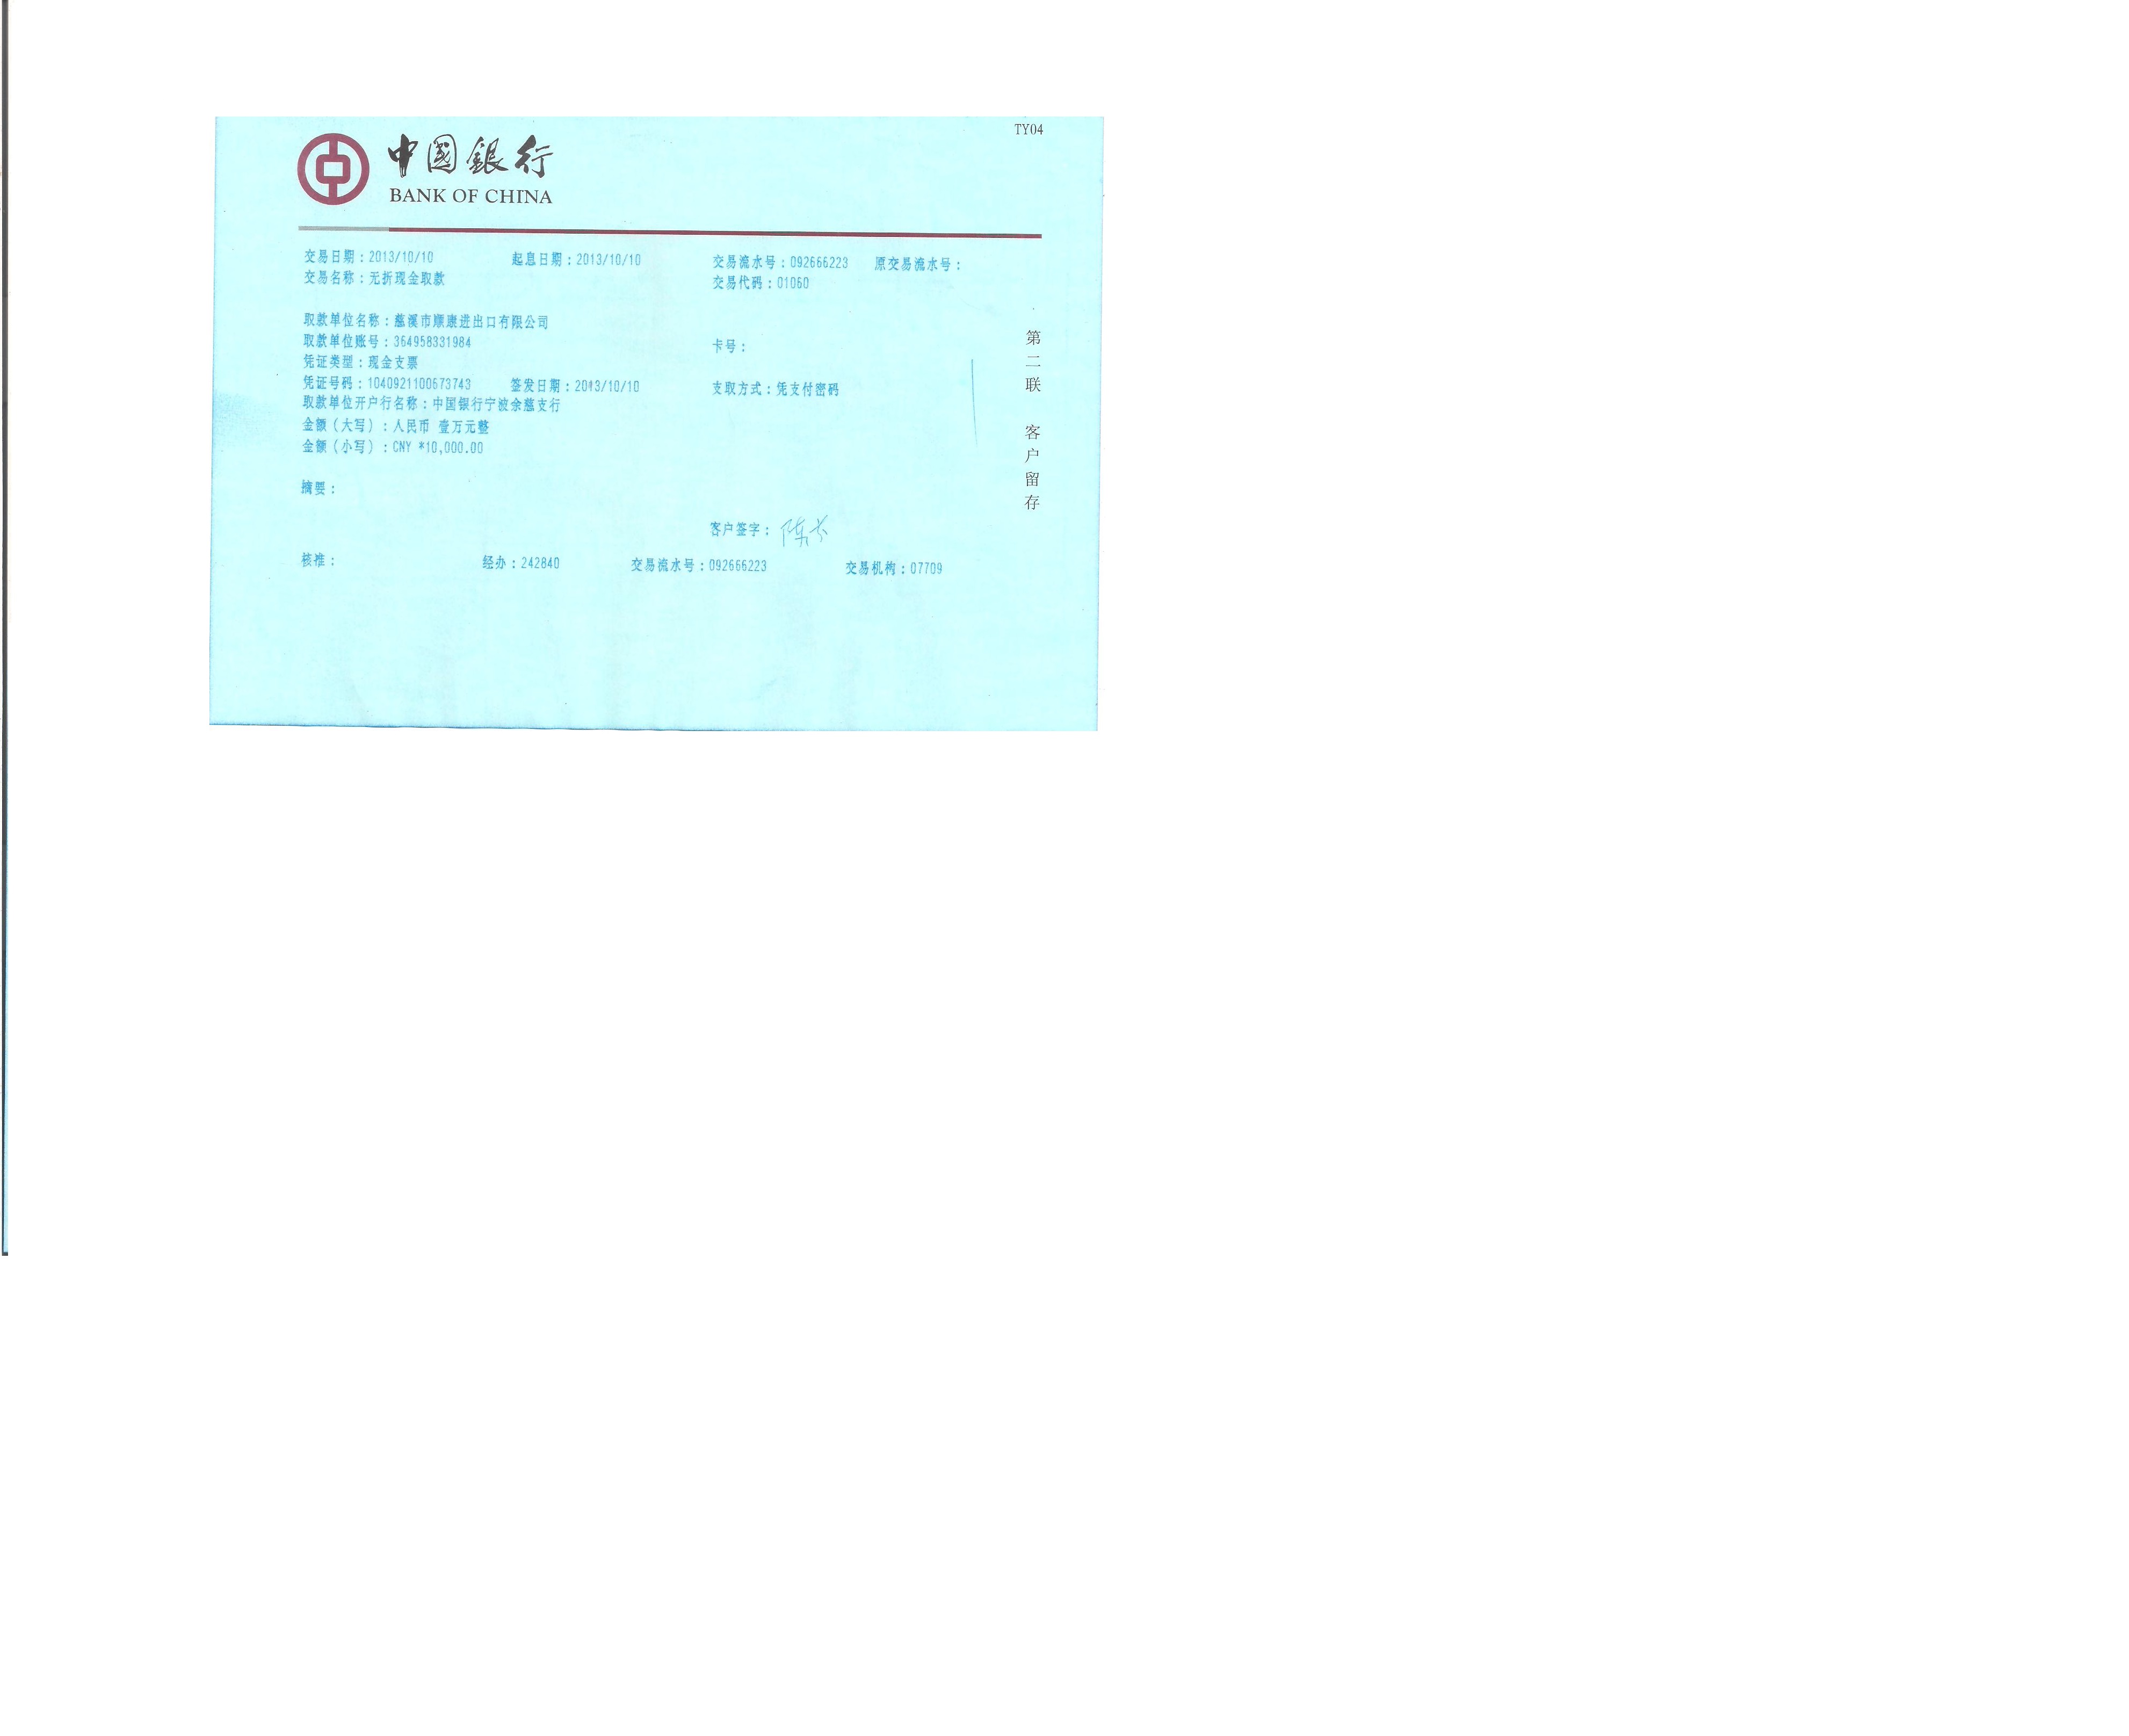 TY04
中國銀行
BANK OF CHINA
交易日期：2013/10/10 起息日期：2013/10/10 交易流水号：092666223 原交易流水号：
交易名称：无折现金取款 交易代码：01060
取款单位名称：慈溪市顺康进出口有限公司
取款单位账号：364958331984 卡号：
凭证类型：现金支票
凭证号码：1040921100673743 签发日期：2013/10/10 支取方式：凭支付密码
取款单位开户行名称：中国银行宁波余慈支行
金额（大写）：人民币 壹万元整
金额（小写）：CNY *10,000.00
摘要：
客户签字：陈
核准： 经办：242840 交易流水号：092666223 交易机构：07709
第二联 客户留存